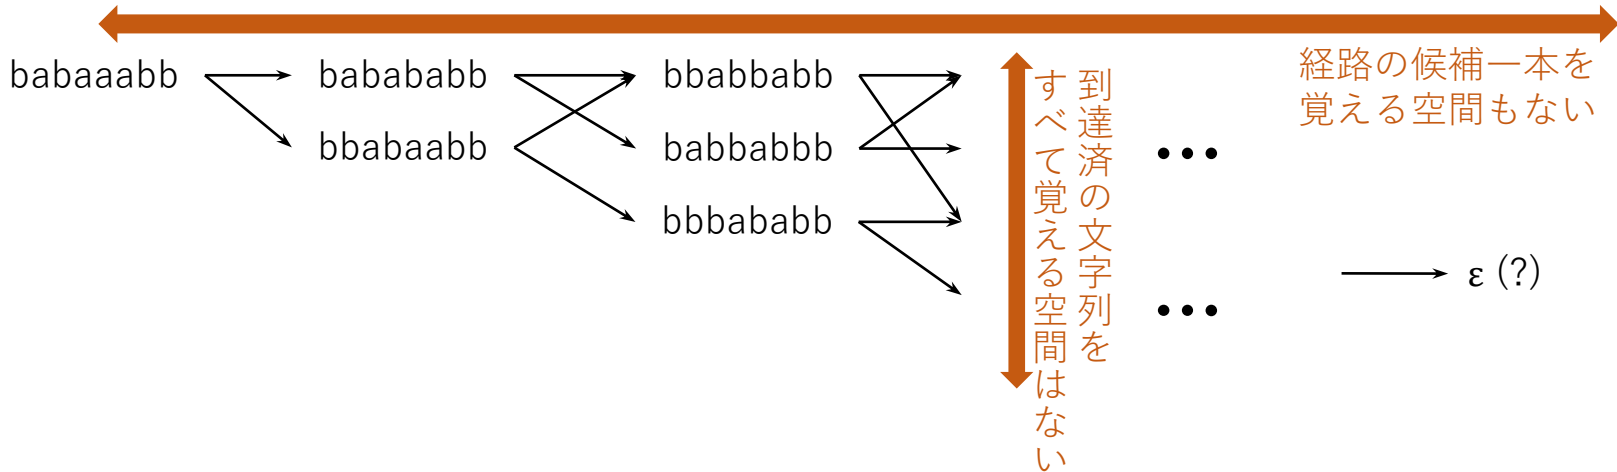 babaaabb
babababb
bbabaabb
bbabbabb
babbabbb
bbbababb
到達済の文字列を
すべて覚える空間はない
経路の候補一本を
覚える空間もない
•••
•••
ε (?)